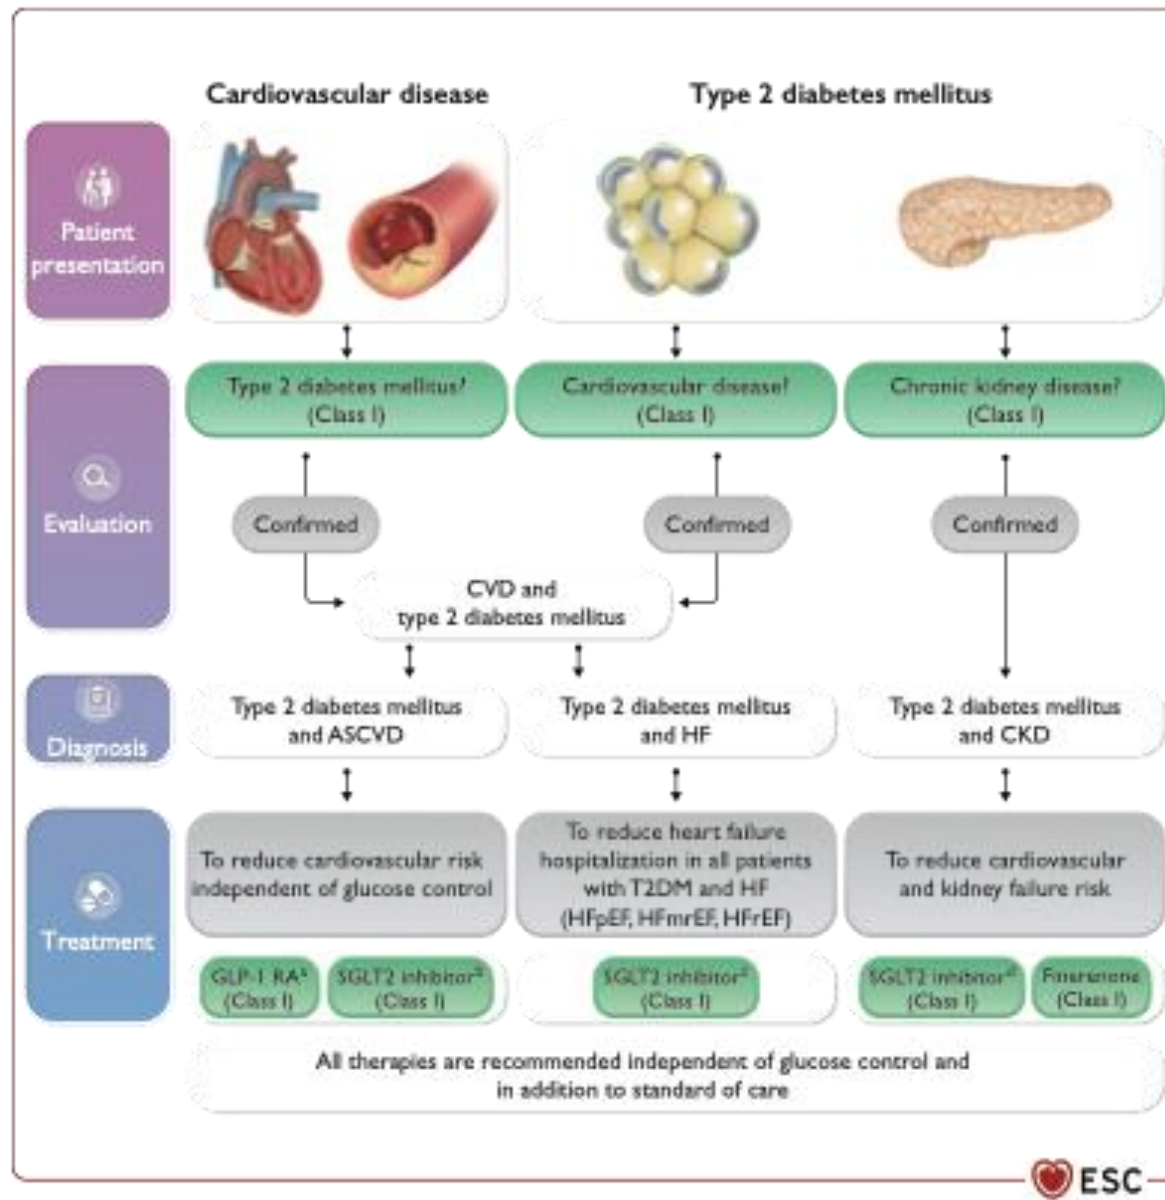 Cardiovascular disease
Type 2 diabetes mellitus
Patient
presentation
Type 2 diabetes mellitus?
(Class I)
Cardiovascular disease?
(Class I)
Chronic kidney disease?
(Class I)
Evaluation
Confirmed
Confirmed
Confirmed
CVD and
type 2 diabetes mellitus
Diagnosis
Type 2 diabetes mellitus
and ASCVD
Type 2 diabetes mellitus
and HF
Type 2 diabetes mellitus
and CKD
Treatment
To reduce cardiovascular risk
independent of glucose control
To reduce heart failure
hospitalization in all patients
with T2DM and HF
(HFpEF, HFmrEF, HFrEF)
To reduce cardiovascular
and kidney failure risk
GLP-1 RA
(Class I)
SGLT2 inhibitor
(Class I)
SGLT2 inhibitor
(Class I)
SGLT2 inhibitor
(Class I)
Finerenone
(Class I)
All therapies are recommended independent of glucose control and
in addition to standard of care
ESC